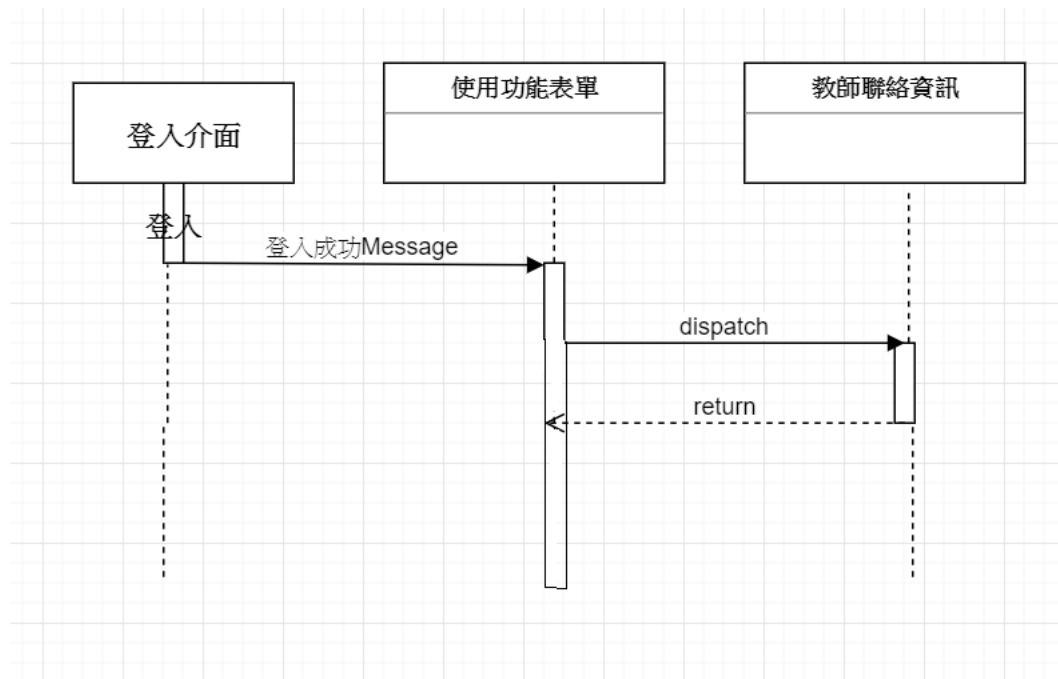 登入介面
使用功能表單
教師聯絡資訊
登入
登入成功Message
dispatch
return